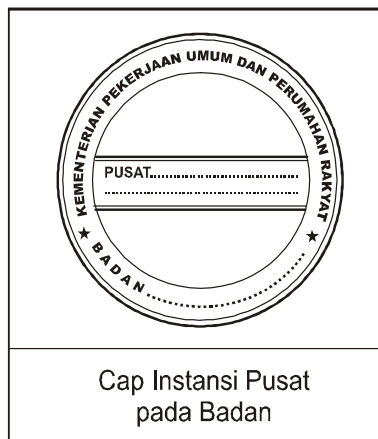 KEMENTERIAN PEKERJAAN UMUM DAN PERUMAHAN RAKYAT
PUSAT................................
................................................
★ BADAN................................ ★
Cap Instansi Pusat
pada Badan